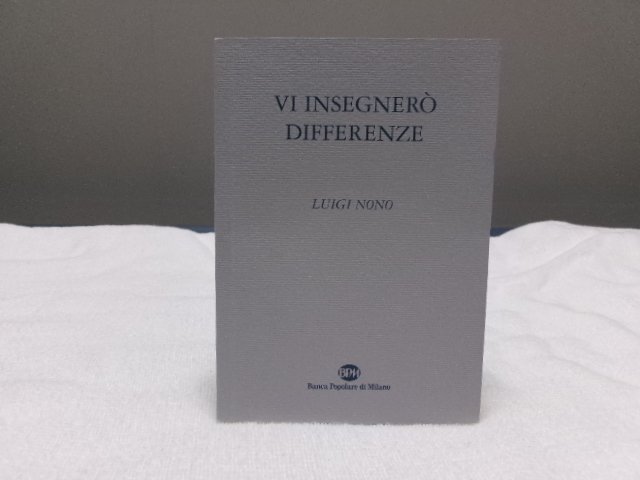 VI INSEGNERÒ
DIFFERENZE
LUIGI NONO
BPM
Banca Popolare di Milano